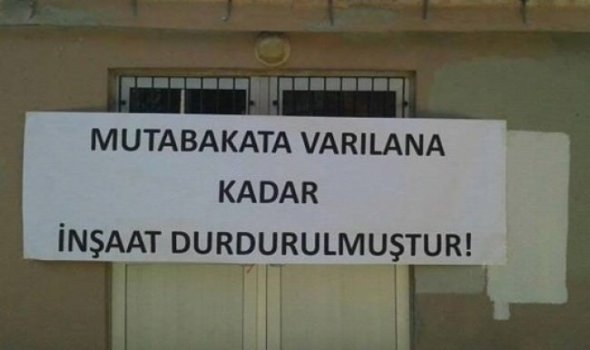 MUTABAKATA VARILANA
KADAR
İNŞAAT DURDURULMUŞTUR!